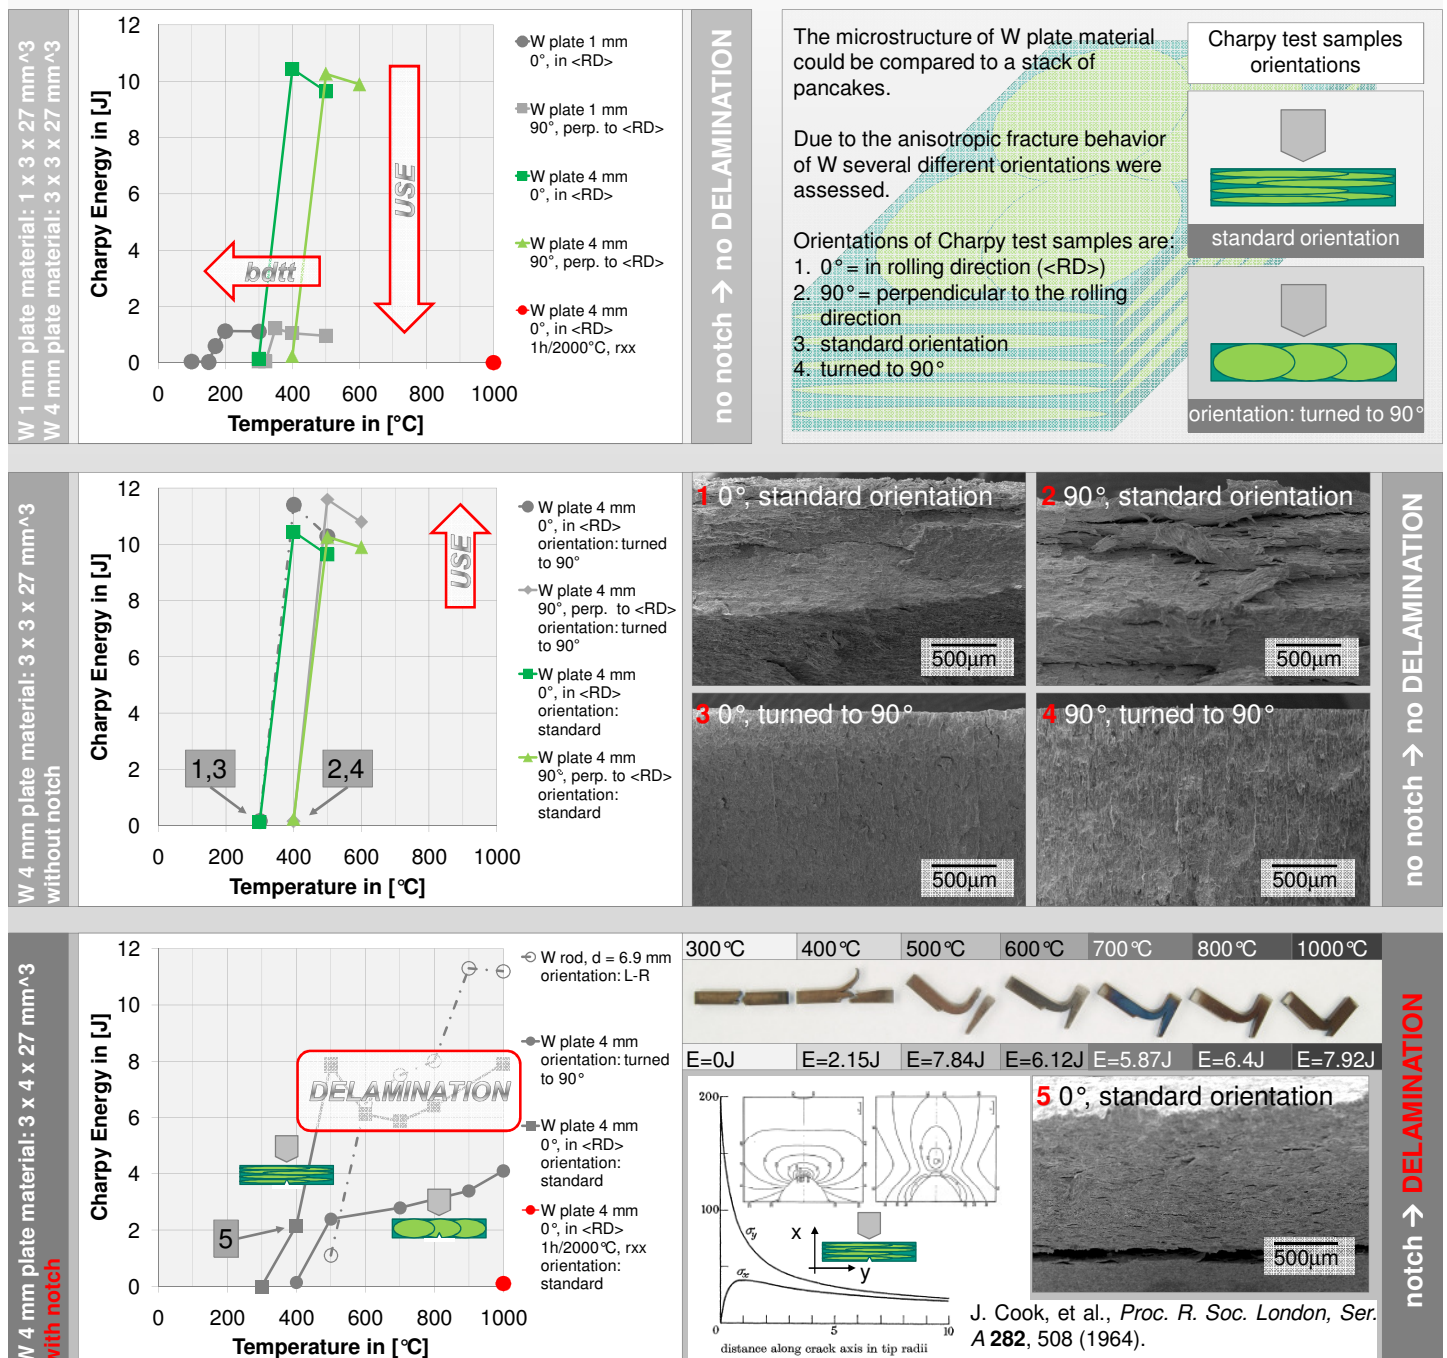 W 1 mm plate material: 1 x 3 x 27 mm^3
W 4 mm plate material: 3 x 3 x 27 mm^3
Charpy Energy in [J]
12
10
8
6
4
2
0
0 200 400 600 800 1000
Temperature in [°C]
USE
bdtt
W plate 1 mm
0°, in <RD>
W plate 1 mm
90°, perp. to <RD>
W plate 4 mm
0°, in <RD>
W plate 4 mm
90°, perp. to <RD>
W plate 4 mm
0°, in <RD>
1h/2000°C, rxx
no notch → no DELAMINATION
The microstructure of W plate material
could be compared to a stack of
pancakes.
Due to the anisotropic fracture behavior
of W several different orientations were
assessed.
Orientations of Charpy test samples are:
1. 0°= in rolling direction (<RD>)
2. 90°= perpendicular to the rolling
direction
3. standard orientation
4. turned to 90°
Charpy test samples
orientations
standard orientation
orientation: turned to 90°
W 4 mm plate material: 3 x 3 x 27 mm^3
without notch
Charpy Energy in [J]
12
10
8
6
4
2
0
0 200 400 600 800 1000
Temperature in [°C]
USE
1,3
2,4
W plate 4 mm
0°, in <RD>
orientation: turned
to 90°
W plate 4 mm
90°, perp. to <RD>
orientation: turned
to 90°
W plate 4 mm
0°, in <RD>
orientation:
standard
W plate 4 mm
90°, perp. to <RD>
orientation:
standard
1 0°, standard orientation
500µm
2 90°, standard orientation
500µm
3 0°, turned to 90°
500µm
4 90°, turned to 90°
500µm
no notch → no DELAMINATION
W 4 mm plate material: 3 x 4 x 27 mm^3
with notch
Charpy Energy in [J]
12
10
8
6
4
2
0
0 200 400 600 800 1000
Temperature in [°C]
DELAMINATION
5
W rod, d = 6.9 mm
orientation: L-R
W plate 4 mm
orientation: turned
to 90°
W plate 4 mm
0°, in <RD>
orientation:
standard
W plate 4 mm
0°, in <RD>
1h/2000°C, rxx
orientation:
standard
300°C 400°C 500°C 600°C 700°C 800°C 1000°C
E=0J E=2.15J E=7.84J E=6.12J E=5.87J E=6.4J E=7.92J
200
100
0
0 5 10
σy
σx
x
y
distance along crack axis in tip radii
5 0°, standard orientation
500µm
J. Cook, et al., Proc. R. Soc. London, Ser.
A 282, 508 (1964).
notch → DELAMINATION